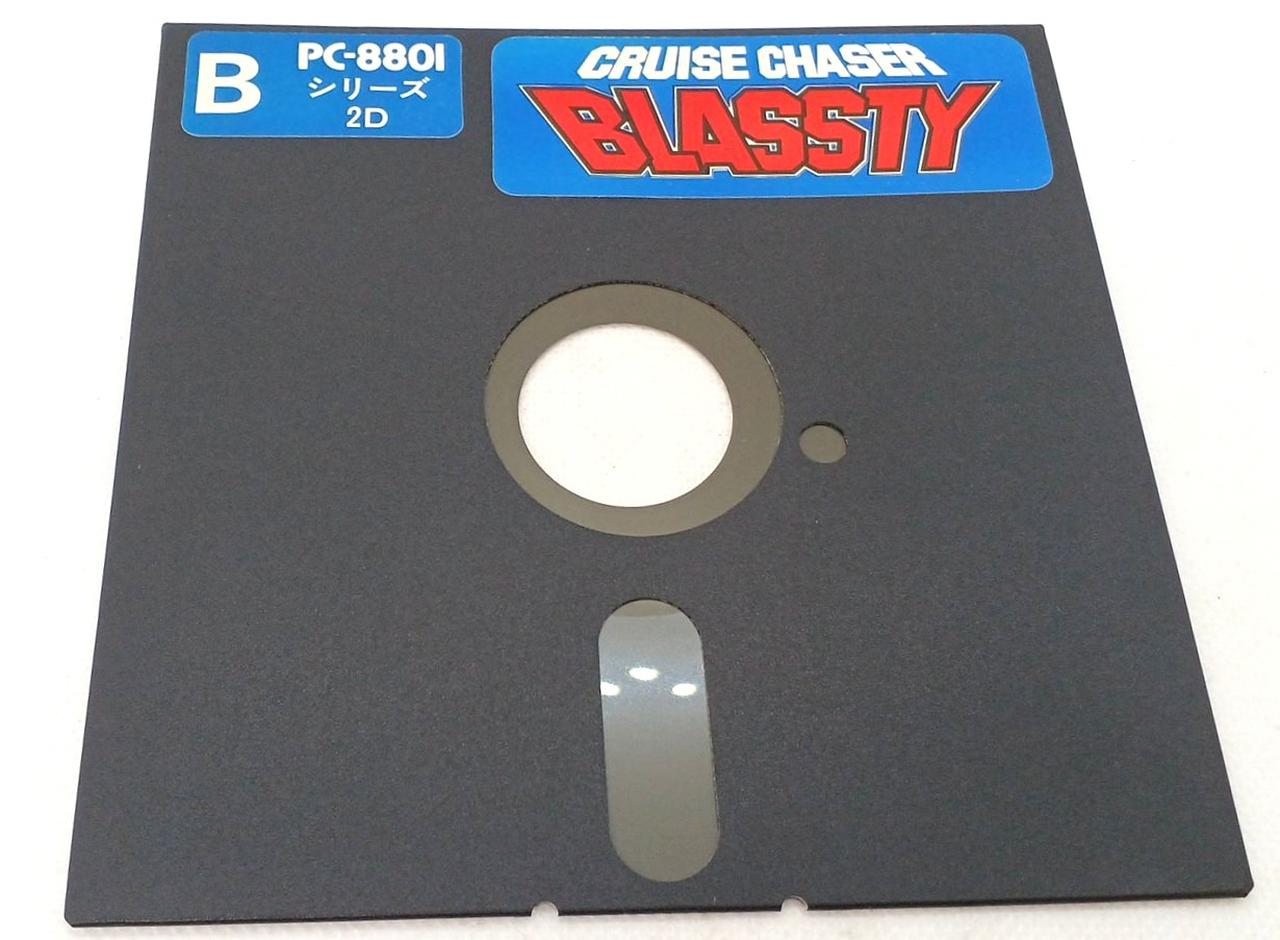 B
PC-8801
シリーズ
2D
CRUISE CHASER
BLASSTY